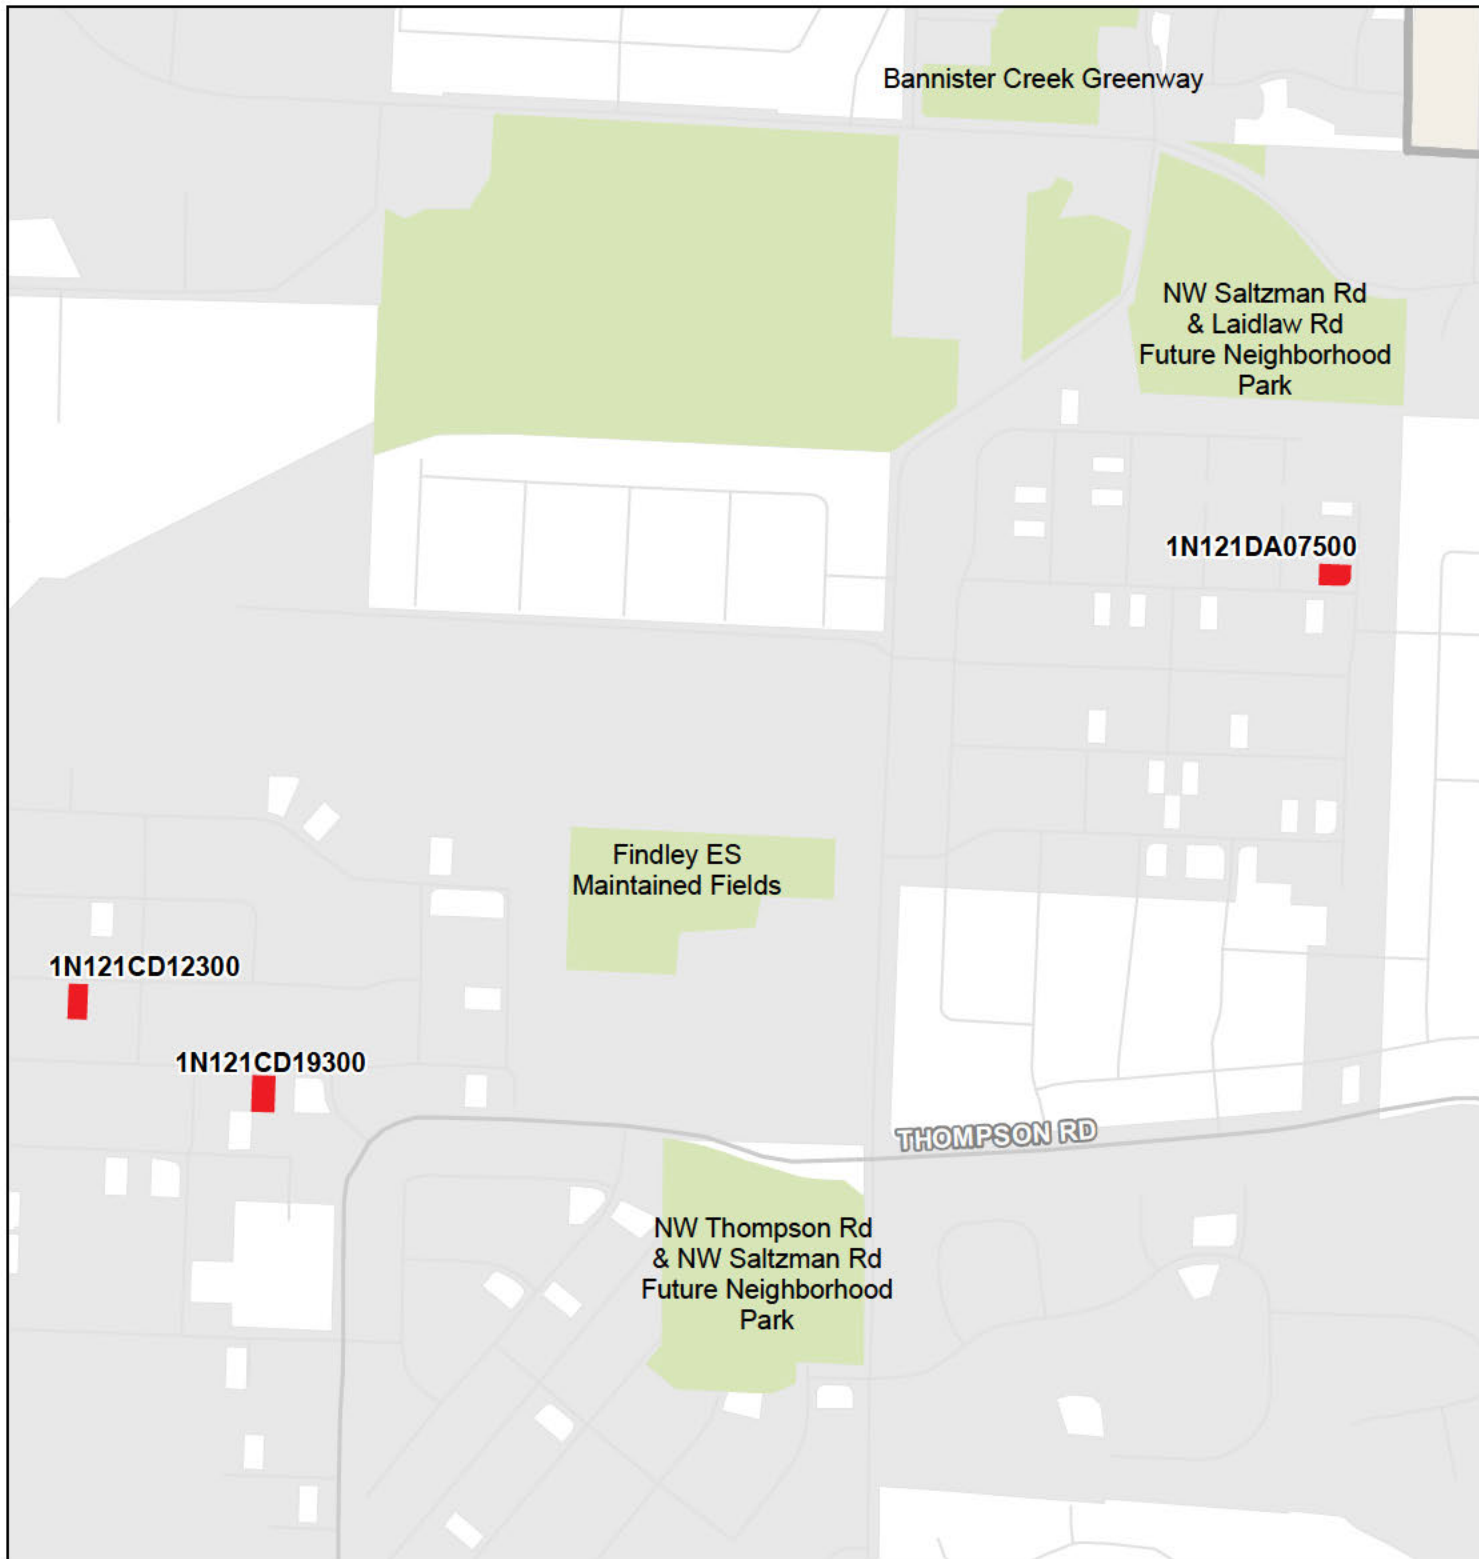 Bannister Creek Greenway
NW Saltzman Rd
& Laidlaw Rd
Future Neighborhood
Park
1N121DA07500
Findley ES
Maintained Fields
1N121CD12300
1N121CD19300
THOMPSON RD
NW Thompson Rd
& NW Saltzman Rd
Future Neighborhood
Park